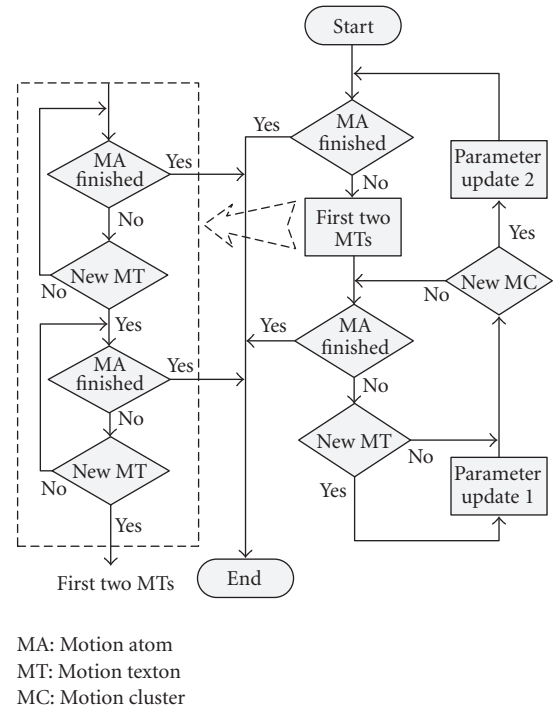 Start
MA
finished
Yes
No
First two
MTs
MA
finished
Yes
No
New MT
No
Yes
Parameter
update 1
New MC
No
Yes
Parameter
update 2
MA
finished
Yes
No
New MT
No
Yes
MA
finished
Yes
No
New MT
No
Yes
First two MTs
End
MA: Motion atom
MT: Motion texton
MC: Motion cluster